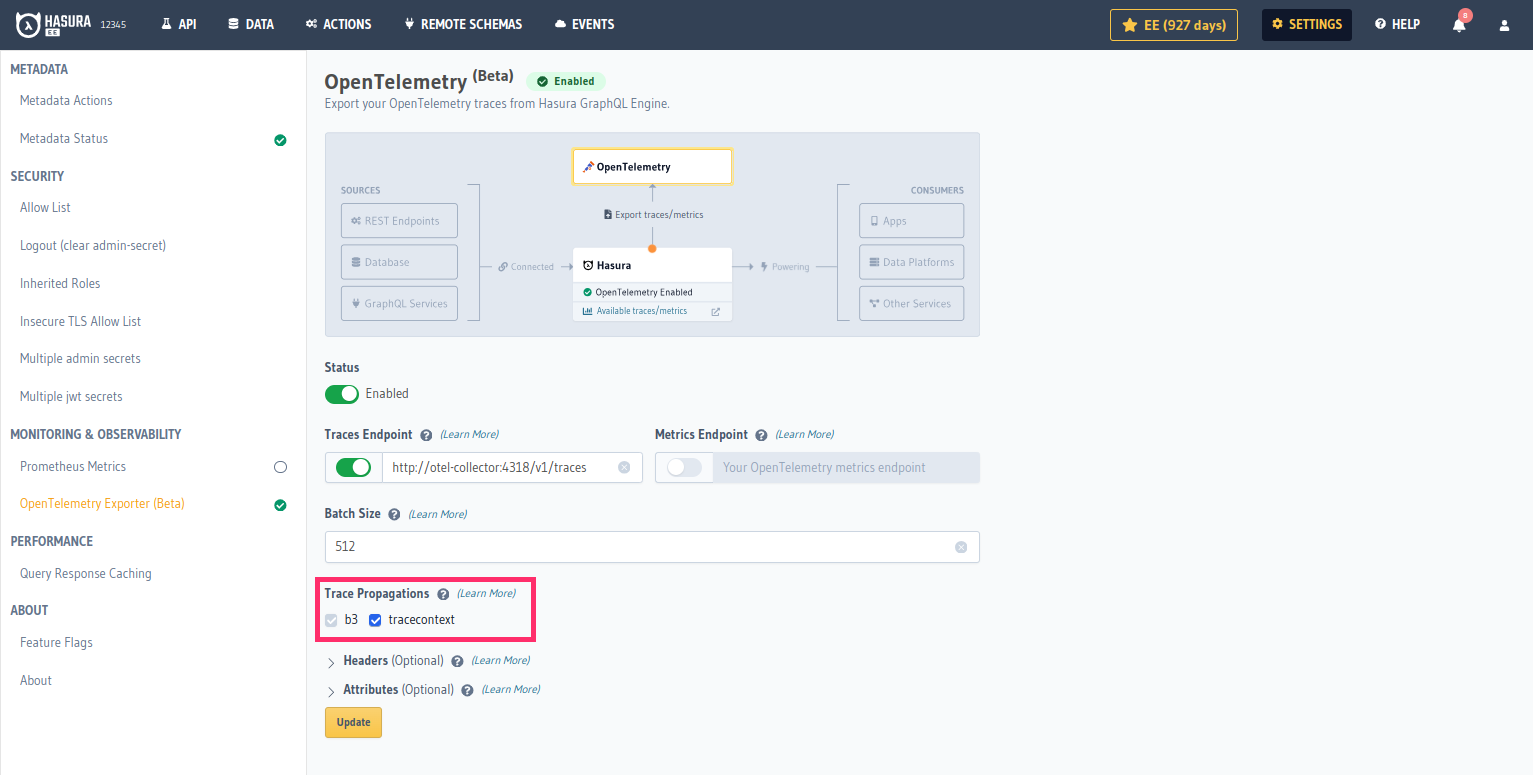 HASURA EE 12345 API DATA ACTIONS REMOTE SCHEMAS EVENTS EE (927 days) SETTINGS HELP 8
METADATA
Metadata Actions
Metadata Status
SECURITY
Allow List
Logout (clear admin-secret)
Inherited Roles
Insecure TLS Allow List
Multiple admin secrets
Multiple jwt secrets
MONITORING & OBSERVABILITY
Prometheus Metrics
OpenTelemetry Exporter (Beta)
PERFORMANCE
Query Response Caching
ABOUT
Feature Flags
About
OpenTelemetry (Beta) Enabled
Export your OpenTelemetry traces from Hasura GraphQL Engine.
OpenTelemetry
SOURCES
CONSUMERS
Export traces/metrics
REST Endpoints
Apps
Database
Connected
Hasura
Powering
Data Platforms
OpenTelemetry Enabled
GraphQL Services
Available traces/metrics
Other Services
Status
Enabled
Traces Endpoint ? (Learn More) Metrics Endpoint ? (Learn More)
http://otel-collector:4318/v1/traces Your OpenTelemetry metrics endpoint
Batch Size ? (Learn More)
512
Trace Propagations ? (Learn More)
b3 tracecontext
Headers (Optional) ? (Learn More)
Attributes (Optional) ? (Learn More)
Update